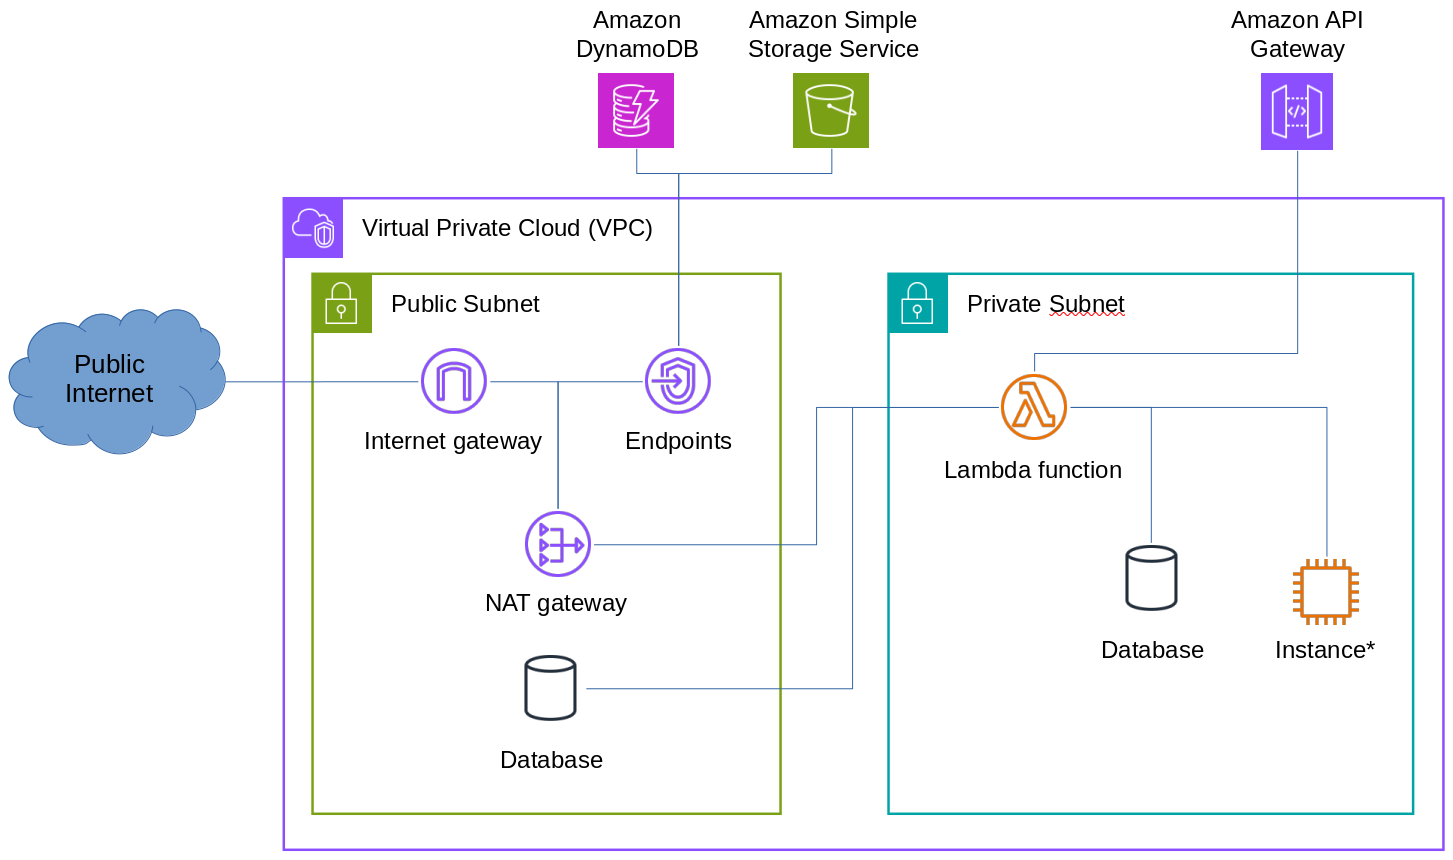 Amazon
DynamoDB
Amazon Simple
Storage Service
Amazon API
Gateway
Virtual Private Cloud (VPC)
Public Subnet
Private Subnet
Public
Internet
Internet gateway
Endpoints
Lambda function
NAT gateway
Database
Instance*
Database